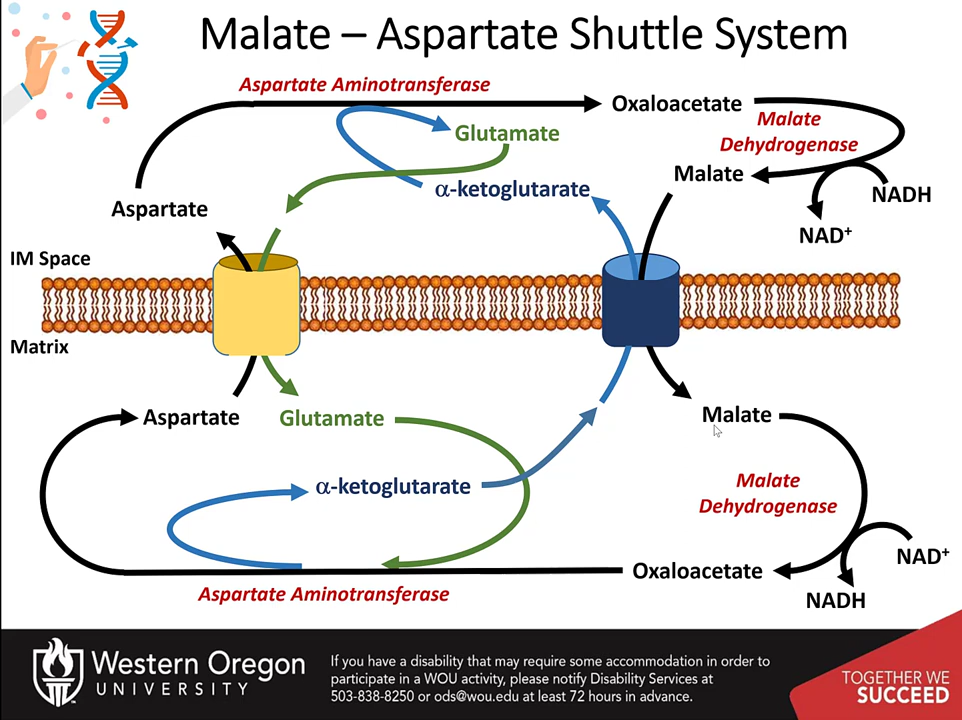 Malate – Aspartate Shuttle System
Aspartate Aminotransferase
Oxaloacetate
Malate
Dehydrogenase
Glutamate
α-ketoglutarate
Malate
NADH
Aspartate
NAD⁺
IM Space
Matrix
Aspartate
Glutamate
Malate
α-ketoglutarate
Malate
Dehydrogenase
NAD⁺
Oxaloacetate
NADH
Aspartate Aminotransferase
Western Oregon
UNIVERSITY
If you have a disability that may require some accommodation in order to
participate in a WOU activity, please notify Disability Services at
503-838-8250 or ods@wou.edu at least 72 hours in advance.
TOGETHER WE
SUCCEED